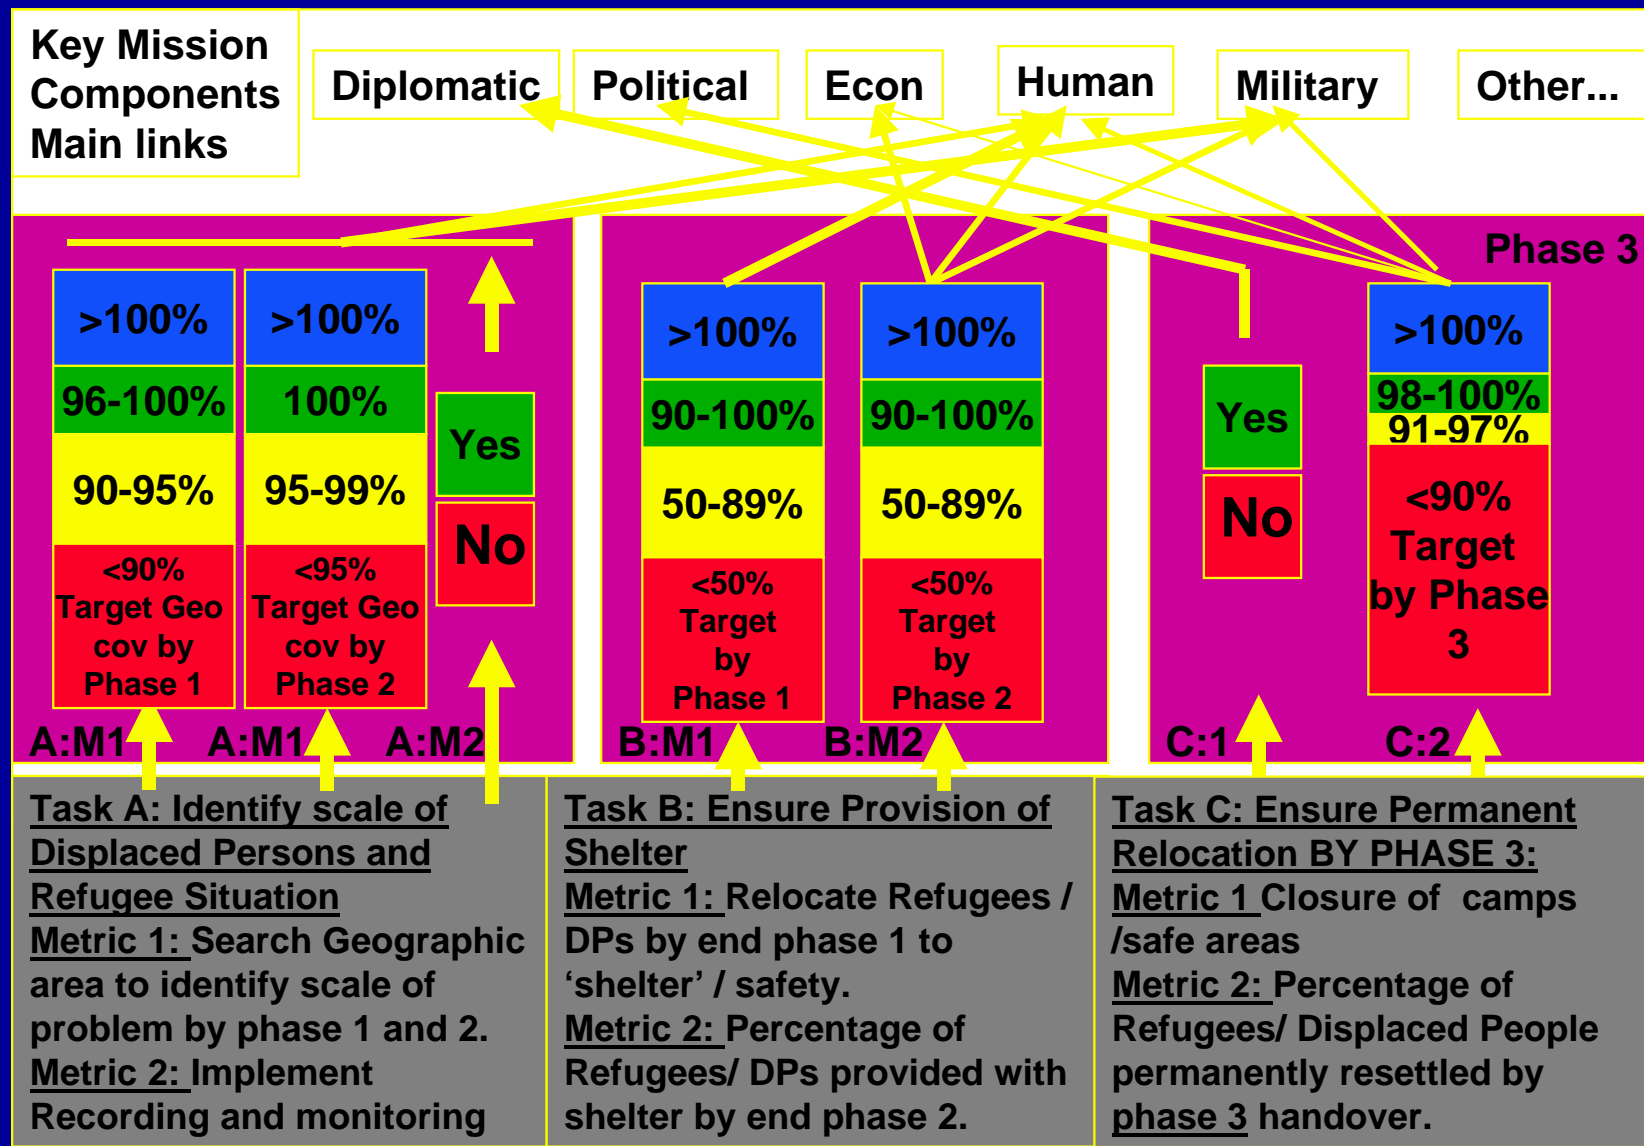 Key Mission
Components
Main links
Diplomatic
Political
Econ
Human
Military
Other...
Phase 3
>100%
96-100%
90-95%
<90%
Target Geo
cov by
Phase 1
>100%
100%
95-99%
<95%
Target Geo
cov by
Phase 2
Yes
No
A:M1
A:M1
A:M2
>100%
90-100%
50-89%
<50%
Target
by
Phase 1
>100%
90-100%
50-89%
<50%
Target
by
Phase 2
B:M1
B:M2
Yes
No
>100%
98-100%
91-97%
<90%
Target
by Phase
3
C:1
C:2
Task A: Identify scale of
Displaced Persons and
Refugee Situation
Metric 1: Search Geographic
area to identify scale of
problem by phase 1 and 2.
Metric 2: Implement
Recording and monitoring
Task B: Ensure Provision of
Shelter
Metric 1: Relocate Refugees /
DPs by end phase 1 to
‘shelter’ / safety.
Metric 2: Percentage of
Refugees/ DPs provided with
shelter by end phase 2.
Task C: Ensure Permanent
Relocation BY PHASE 3:
Metric 1 Closure of camps
/safe areas
Metric 2: Percentage of
Refugees/ Displaced People
permanently resettled by
phase 3 handover.